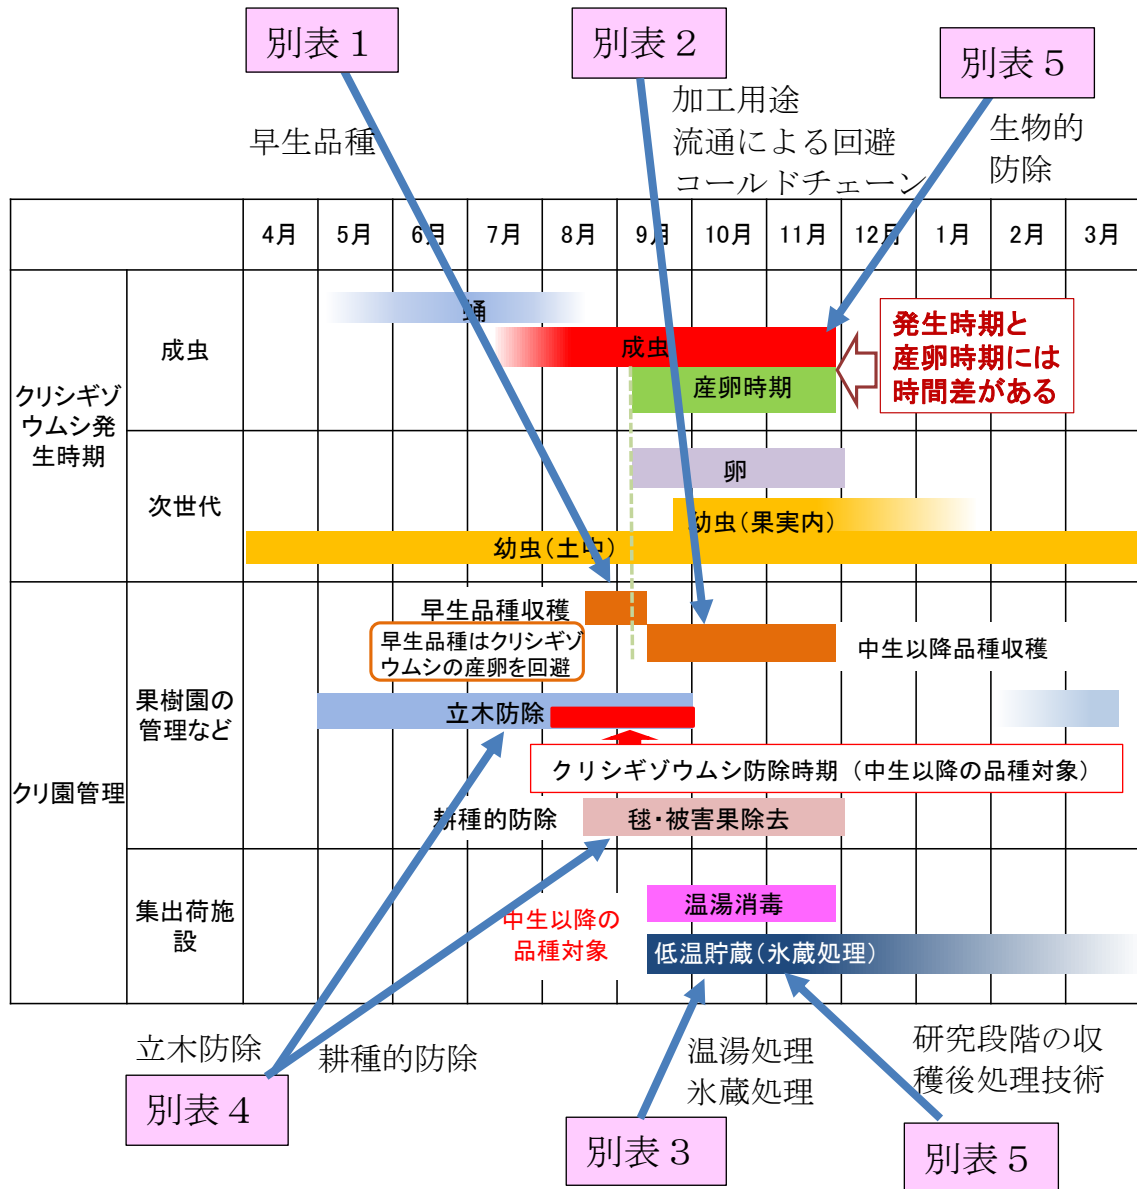 別表１
別表２
別表５
早生品種
加工用途
流通による回避
コールドチェーン
生物的
防除
4月
5月
6月
7月
8月
9月
10月
11月
12月
1月
2月
3月
クリシギゾ
ウムシ発
生時期
成虫
蛹
成虫
産卵時期
発生時期と
産卵時期には
時間差がある
次世代
卵
幼虫(果実内)
幼虫(土中)
クリ園管理
果樹園の
管理など
早生品種収穫
早生品種はクリシギゾ
ウムシの産卵を回避
中生以降品種収穫
立木防除
クリシギゾウムシ防除時期（中生以降の品種対象）
耕種的防除
毬・被害果除去
集出荷施
設
中生以降の
品種対象
温湯消毒
低温貯蔵(氷蔵処理)
立木防除
耕種的防除
温湯処理
氷蔵処理
研究段階の収
穫後処理技術
別表４
別表３
別表５